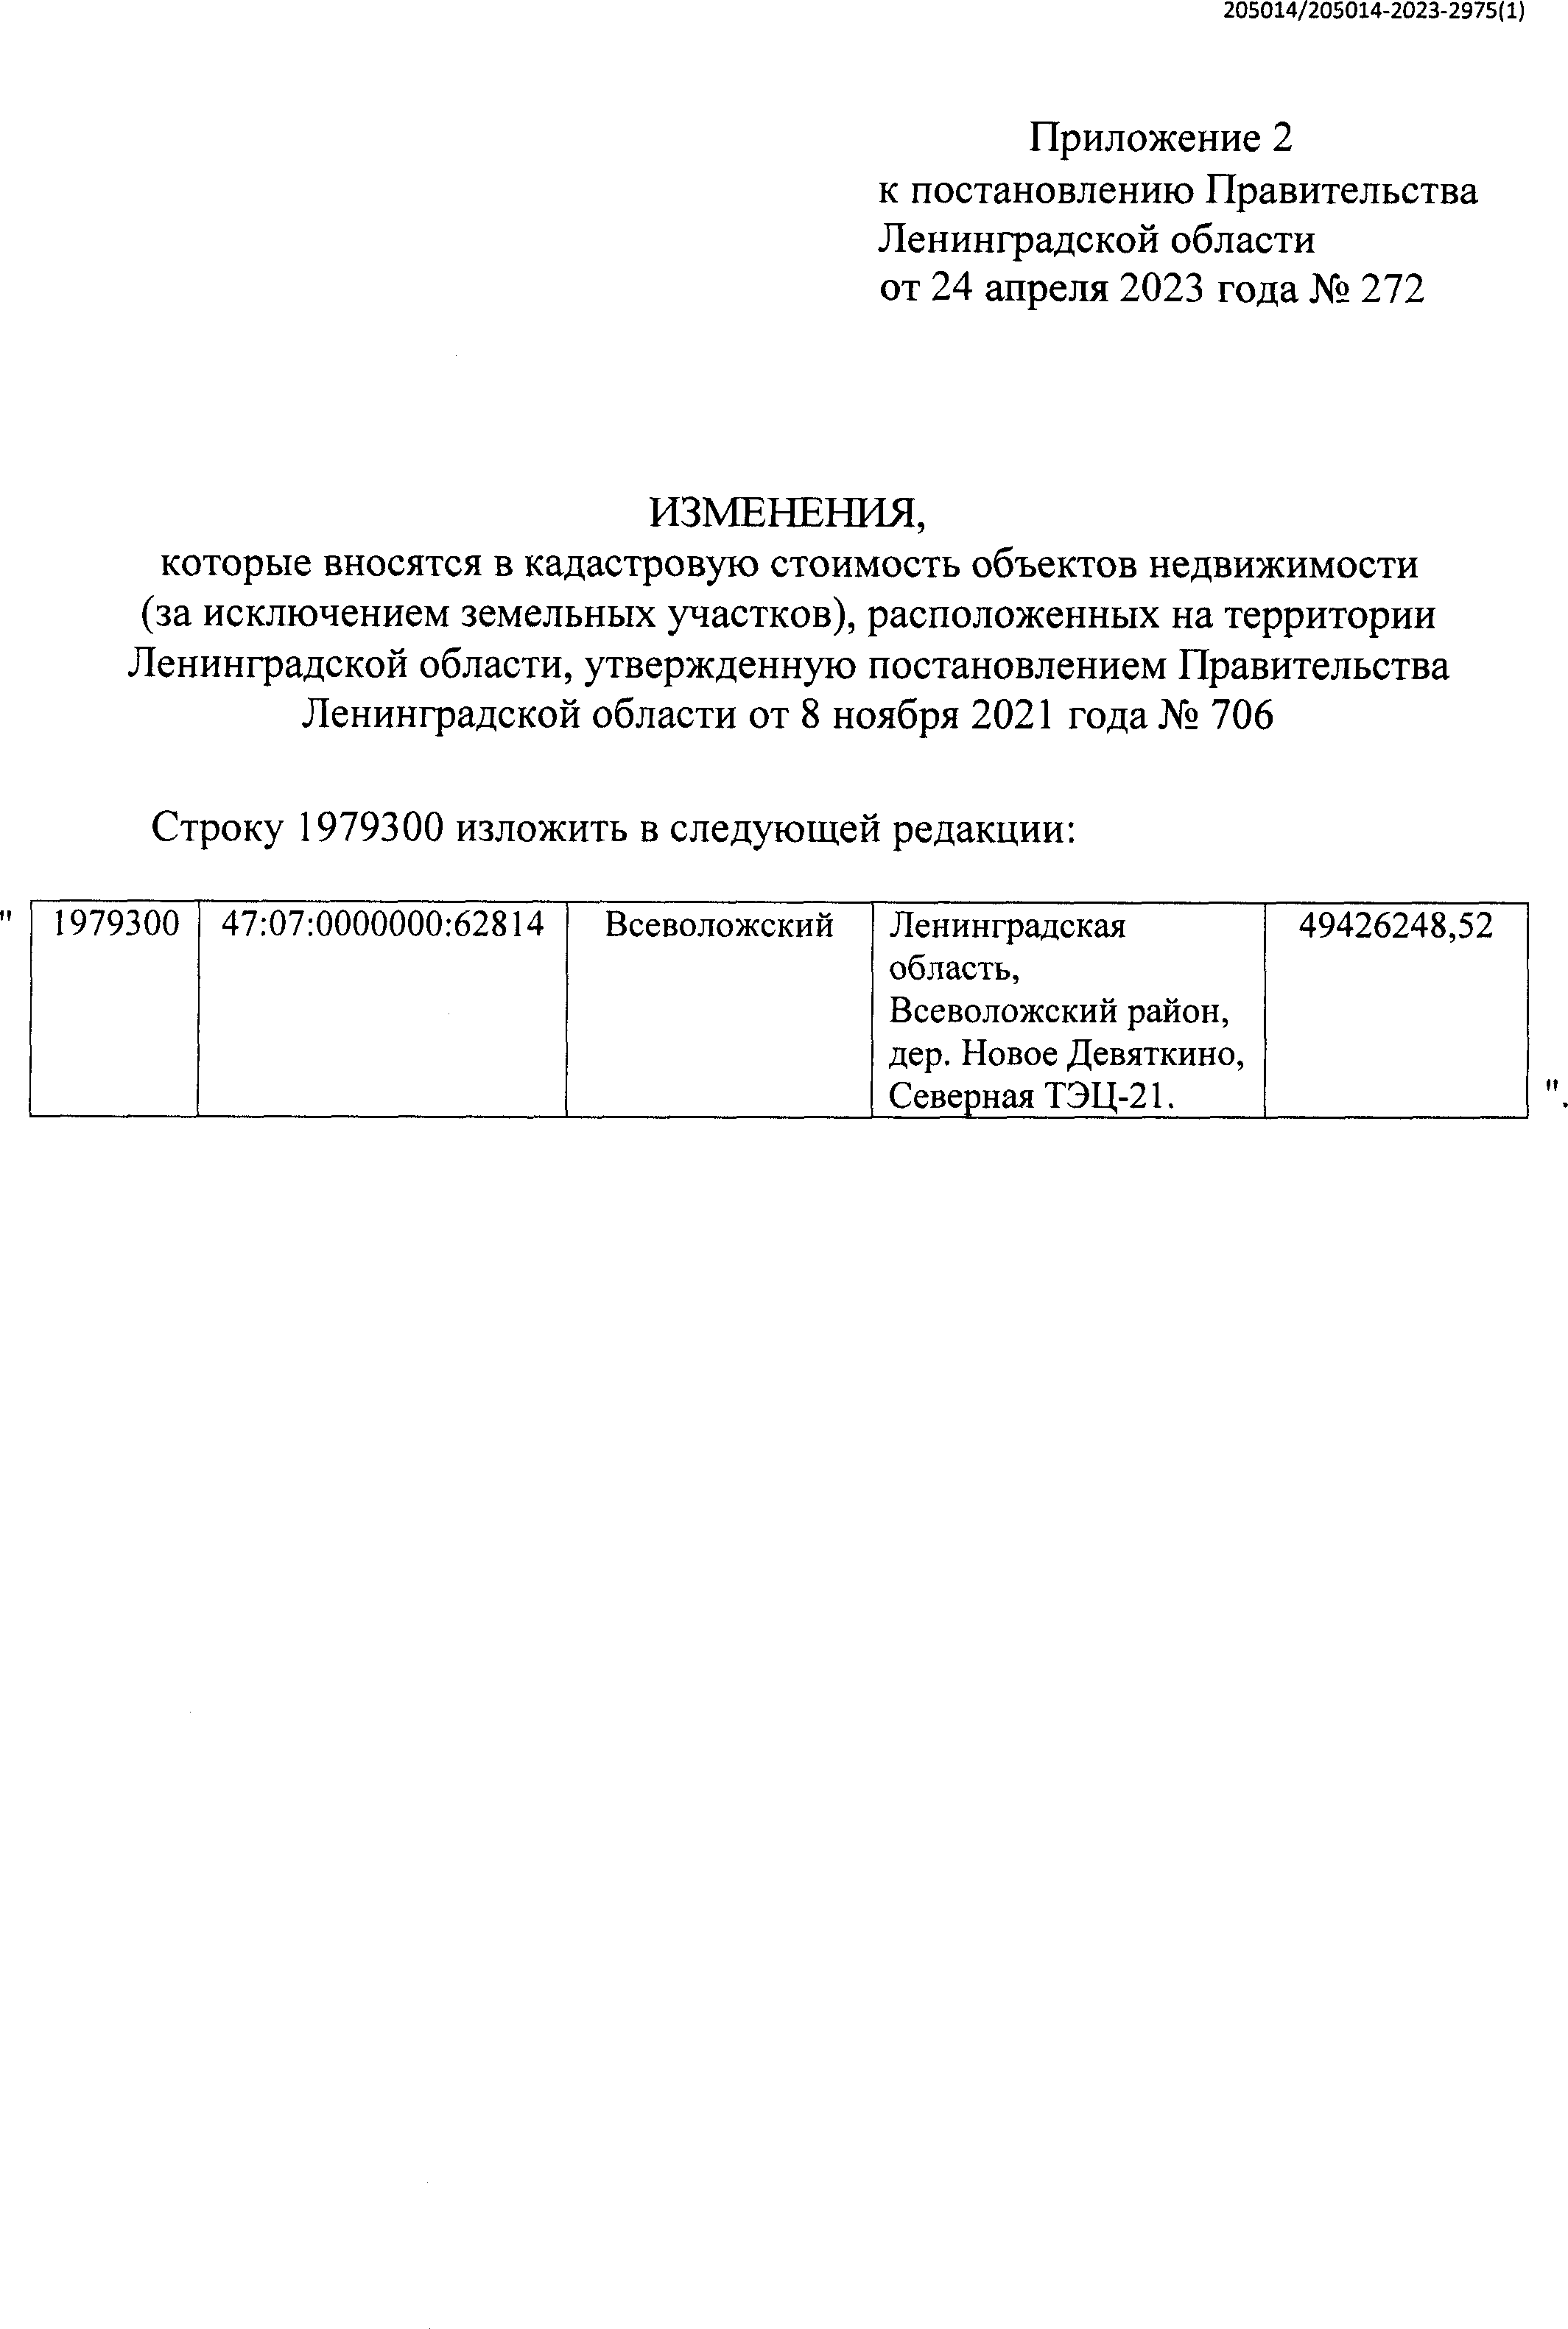 205014/205014-2023-2975(1)
Приложение 2
к постановлению Правительства
Ленинградской области
от 24 апреля 2023 года № 272
ИЗМЕНЕНИЯ,
которые вносятся в кадастровую стоимость объектов недвижимости
(за исключением земельных участков), расположенных на территории
Ленинградской области, утвержденную постановлением Правительства
Ленинградской области от 8 ноября 2021 года № 706
Строку 1979300 изложить в следующей редакции:
" 1979300 47:07:0000000:62814 Всеволожский Ленинградская 49426248,52
область,
Всеволожский район,
дер. Новое Девяткино,
Северная ТЭЦ-21. ".